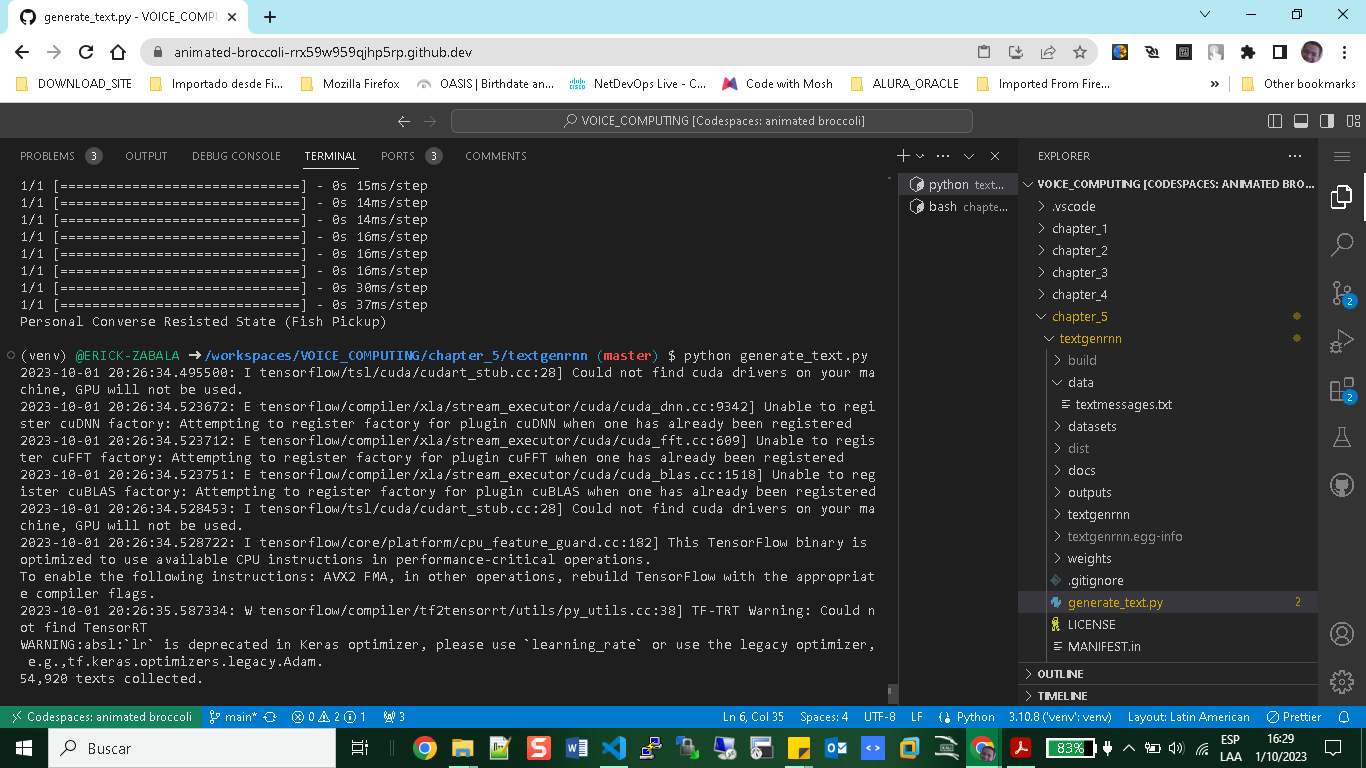 generate_text.py - VOICE_COMPU
animated-broccoli-rrx59w959qjhp5rp.github.dev
DOWNLOAD_SITE
Importado desde Fi...
Mozilla Firefox
OASIS | Birthdate an...
NetDevOps Live - C...
Code with Mosh
ALURA_ORACLE
Imported From Fire...
»
Other bookmarks
VOICE_COMPUTING [Codespaces: animated broccoli]
PROBLEMS 3 OUTPUT DEBUG CONSOLE TERMINAL PORTS 3 COMMENTS
1/1 [==============================] - 0s 15ms/step
1/1 [==============================] - 0s 14ms/step
1/1 [==============================] - 0s 14ms/step
1/1 [==============================] - 0s 16ms/step
1/1 [==============================] - 0s 16ms/step
1/1 [==============================] - 0s 16ms/step
1/1 [==============================] - 0s 30ms/step
1/1 [==============================] - 0s 37ms/step
Personal Converse Resisted State (Fish Pickup)
(venv) @ERICK-ZABALA ➜ /workspaces/VOICE_COMPUTING/chapter_5/textgenrnn (master) $ python generate_text.py
2023-10-01 20:26:34.495500: I tensorflow/tsl/cuda/cudart_stub.cc:28] Could not find cuda drivers on your ma
chine, GPU will not be used.
2023-10-01 20:26:34.523672: E tensorflow/compiler/xla/stream_executor/cuda/cuda_dnn.cc:9342] Unable to regi
ster cuDNN factory: Attempting to register factory for plugin cuDNN when one has already been registered
2023-10-01 20:26:34.523712: E tensorflow/compiler/xla/stream_executor/cuda/cuda_fft.cc:609] Unable to regis
ter cuFFT factory: Attempting to register factory for plugin cuFFT when one has already been registered
2023-10-01 20:26:34.523751: E tensorflow/compiler/xla/stream_executor/cuda/cuda_blas.cc:1518] Unable to reg
ister cuBLAS factory: Attempting to register factory for plugin cuBLAS when one has already been registered
2023-10-01 20:26:34.528453: I tensorflow/tsl/cuda/cudart_stub.cc:28] Could not find cuda drivers on your ma
chine, GPU will not be used.
2023-10-01 20:26:34.528722: I tensorflow/core/platform/cpu_feature_guard.cc:182] This TensorFlow binary is
optimized to use available CPU instructions in performance-critical operations.
To enable the following instructions: AVX2 FMA, in other operations, rebuild TensorFlow with the appropriat
e compiler flags.
2023-10-01 20:26:35.587334: W tensorflow/compiler/tf2tensorrt/utils/py_utils.cc:38] TF-TRT Warning: Could n
ot find TensorRT
WARNING:absl:`lr` is deprecated in Keras optimizer, please use `learning_rate` or use the legacy optimizer,
e.g.,tf.keras.optimizers.legacy.Adam.
54,920 texts collected.
python text...
bash chapte...
EXPLORER
VOICE_COMPUTING [CODESPACES: ANIMATED BRO...
.vscode
chapter_1
chapter_2
chapter_3
chapter_4
chapter_5
textgenrnn
build
data
textmessages.txt
datasets
dist
docs
outputs
textgenrnn
textgenrnn.egg-info
weights
.gitignore
generate_text.py 2
LICENSE
MANIFEST.in
OUTLINE
TIMELINE
2
2
Codespaces: animated broccoli main* 0 2 1 3 Ln 6, Col 35 Spaces: 4 UTF-8 LF Python 3.10.8 ('venv': venv) Layout: Latin American Prettier
Buscar
83%
ESP
LAA
16:29
1/10/2023